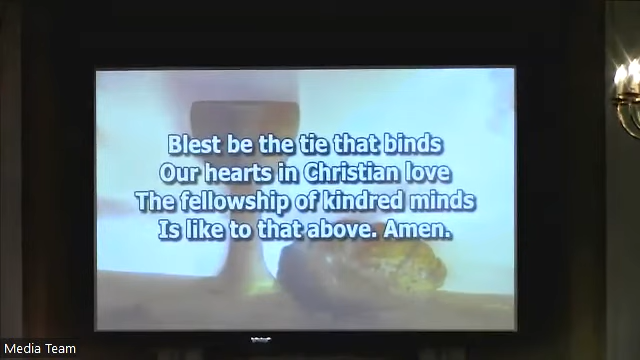 Blest be the tie that binds
Our hearts in Christian love
The fellowship of kindred minds
Is like to that above. Amen.
Media Team